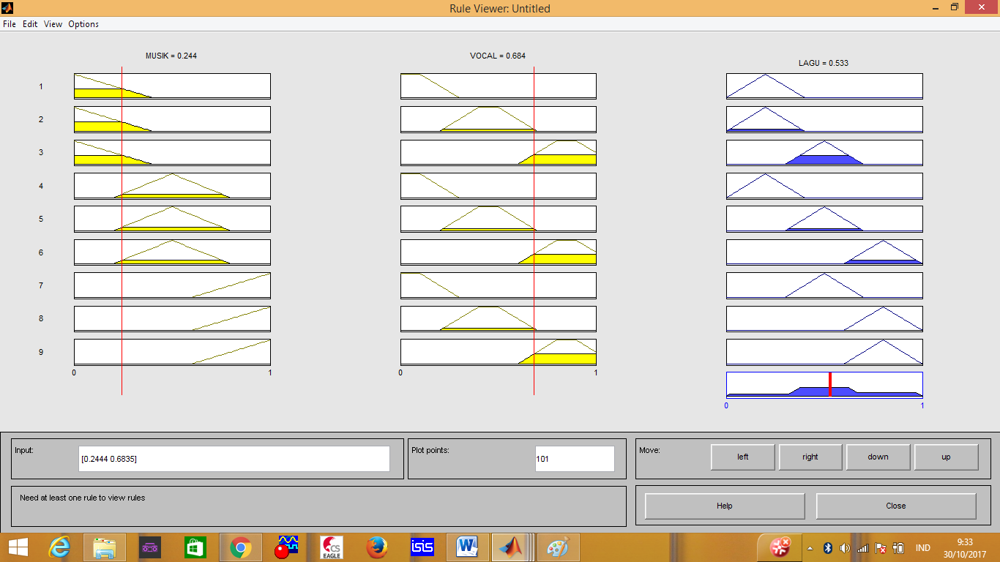 Rule Viewer: Untitled
File Edit View Options
MUSIK = 0.244
VOCAL = 0.684
LAGU = 0.533
1
2
3
4
5
6
7
8
9
0 1
0 1
0 1
Input:
[0.2444 0.6835]
Plot points:
101
Move:
left
right
down
up
Need at least one rule to view rules
Help
Close
CS
EAGLE
isis
W
IND
9:33
30/10/2017